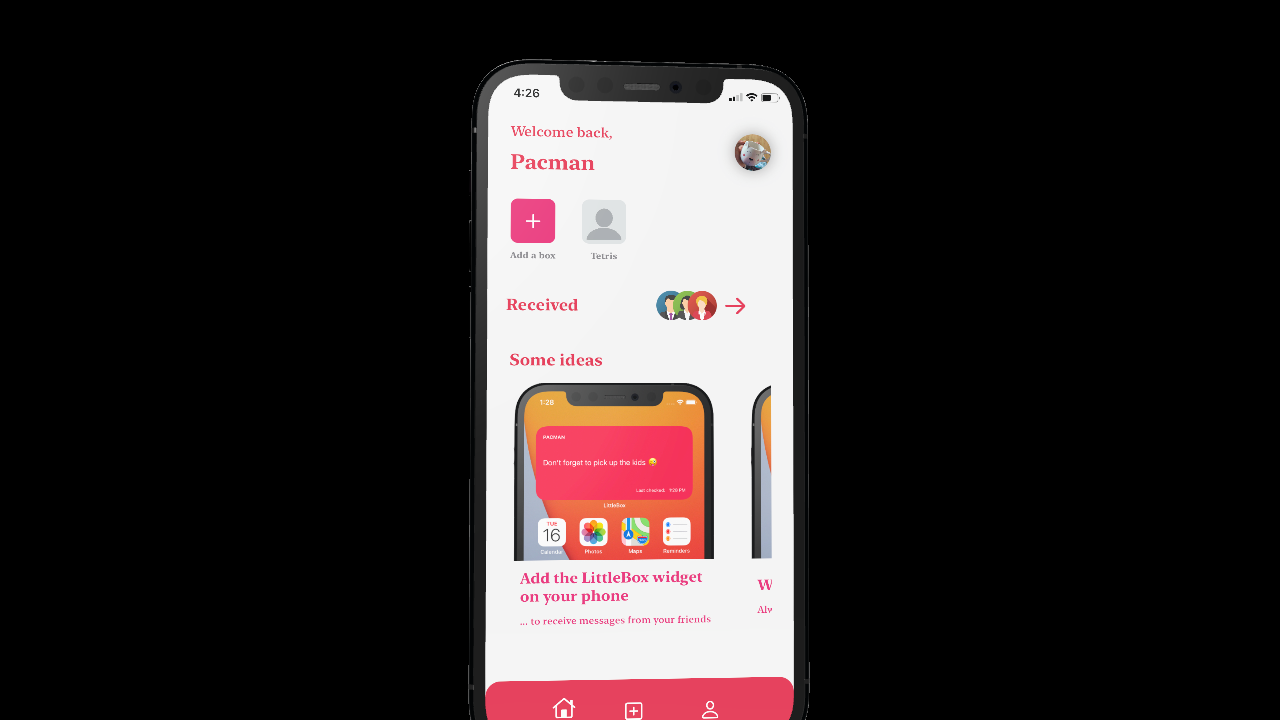 4:26
Welcome back,
Pacman
Add a box
Tetris
Received
Some ideas
1:28
PACMAN
Don't forget to pick up the kids 😄
Last checked: 1:28 PM
LittleBox
TUE
16
Calendar
Photos
Maps
Reminders
Add the LittleBox widget
on your phone
... to receive messages from your friends
W